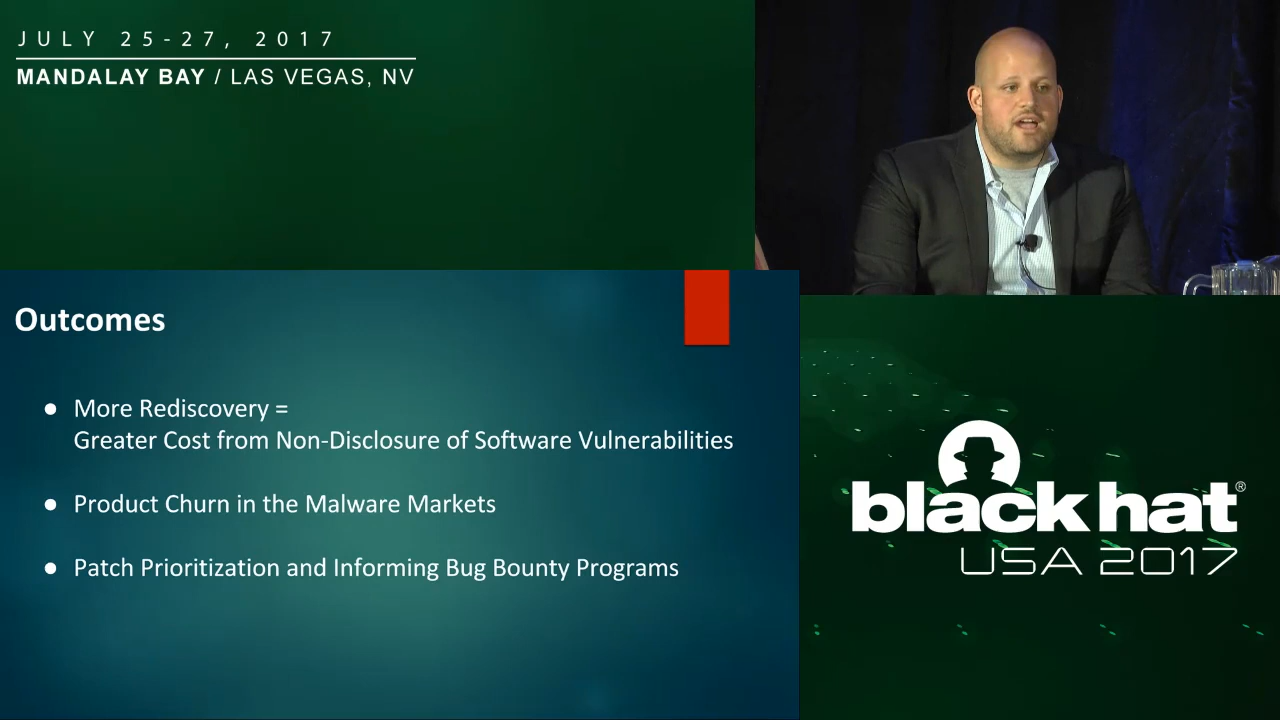 JULY 25-27, 2017
MANDALAY BAY / LAS VEGAS, NV
Outcomes
● More Rediscovery =
Greater Cost from Non-Disclosure of Software Vulnerabilities
● Product Churn in the Malware Markets
● Patch Prioritization and Informing Bug Bounty Programs
black hat®
USA 2017